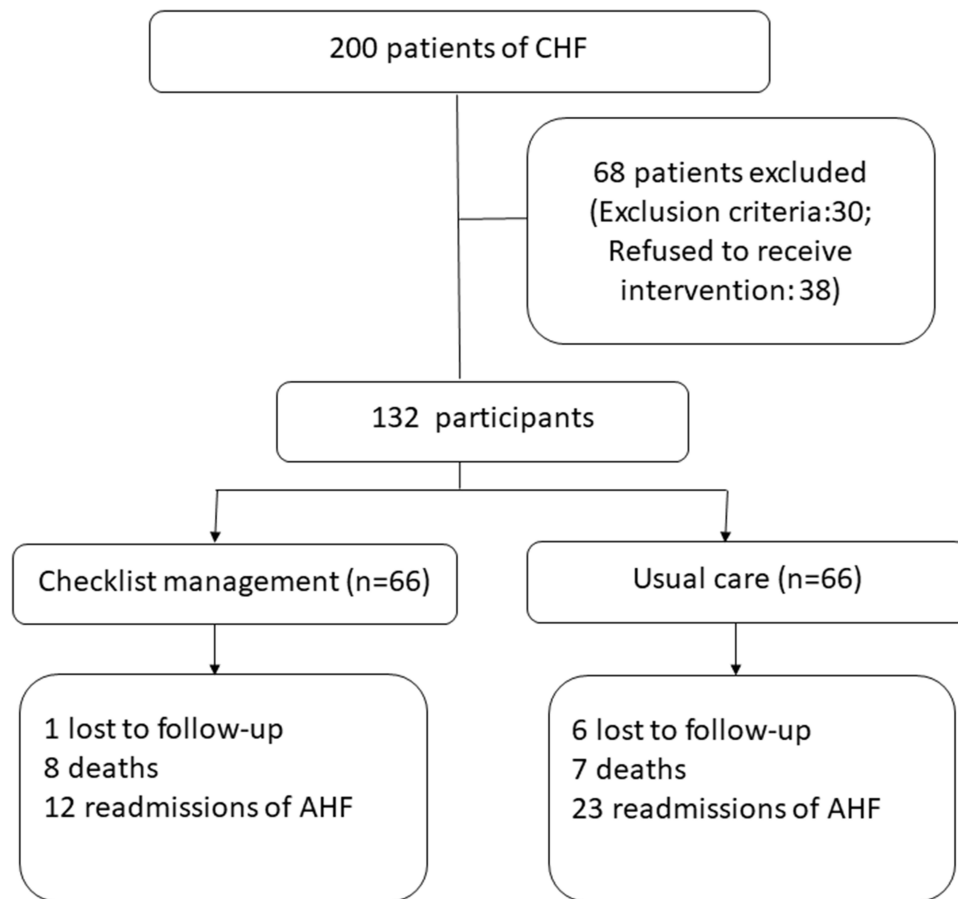 200 patients of CHF
68 patients excluded
(Exclusion criteria:30;
Refused to receive
intervention: 38)
132 participants
Checklist management (n=66)
Usual care (n=66)
1 lost to follow-up
8 deaths
12 readmissions of AHF
6 lost to follow-up
7 deaths
23 readmissions of AHF